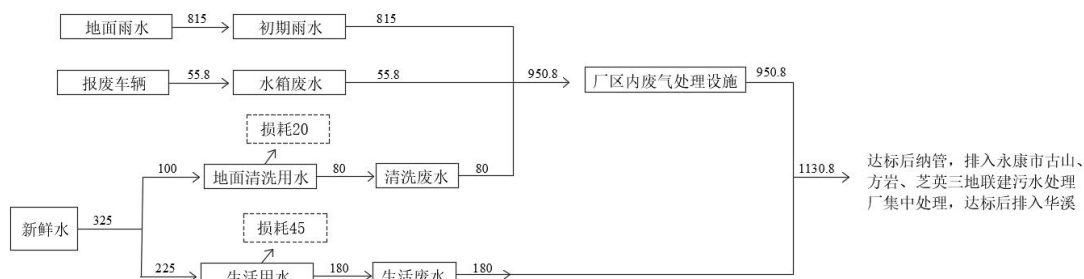 地面雨水
815
初期雨水
815
报废车辆
55.8
水箱废水
55.8
950.8
厂区内废气处理设施
950.8
损耗20
100
地面清洗用水
80
清洗废水
80
1130.8
达标后纳管，排入永康市古山、
方岩、芝英三地联建污水处理
厂集中处理，达标后排入华溪
新鲜水
325
损耗45
225
生活用水
180
生活废水
180